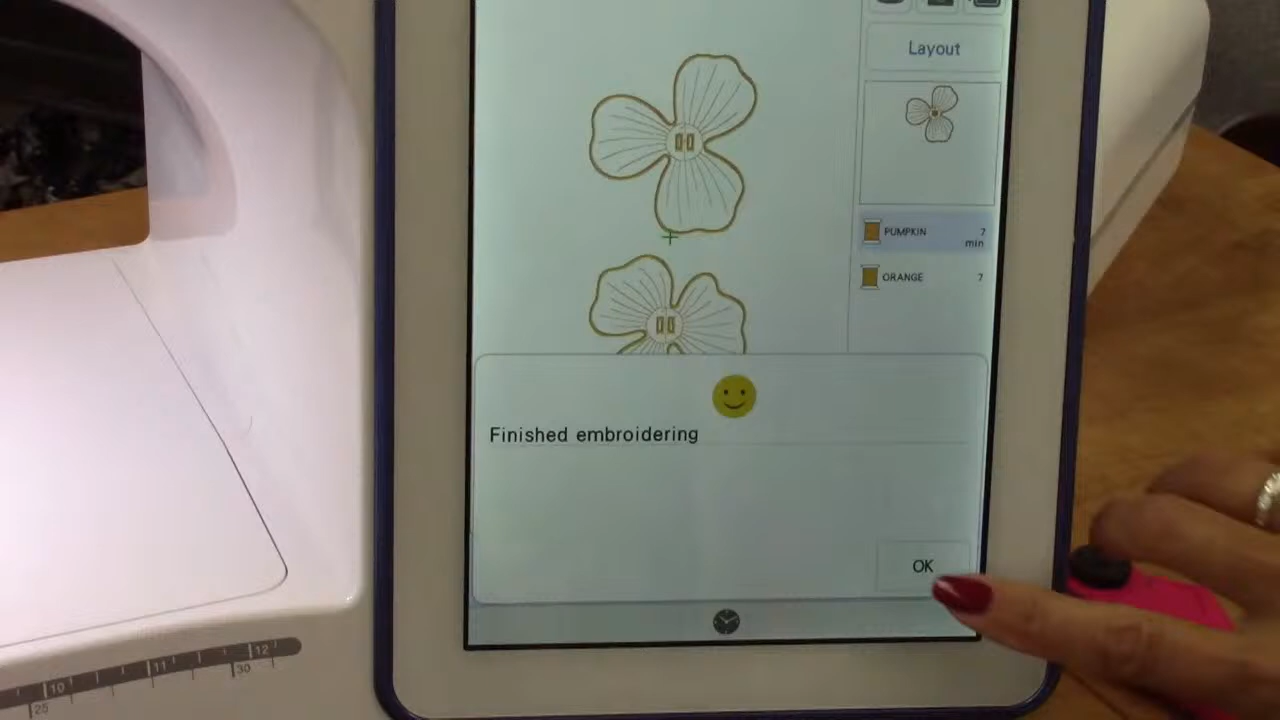 Layout
PUMPKIN 7
min
ORANGE 7
Finished embroidering
OK
10 11 12
25 30